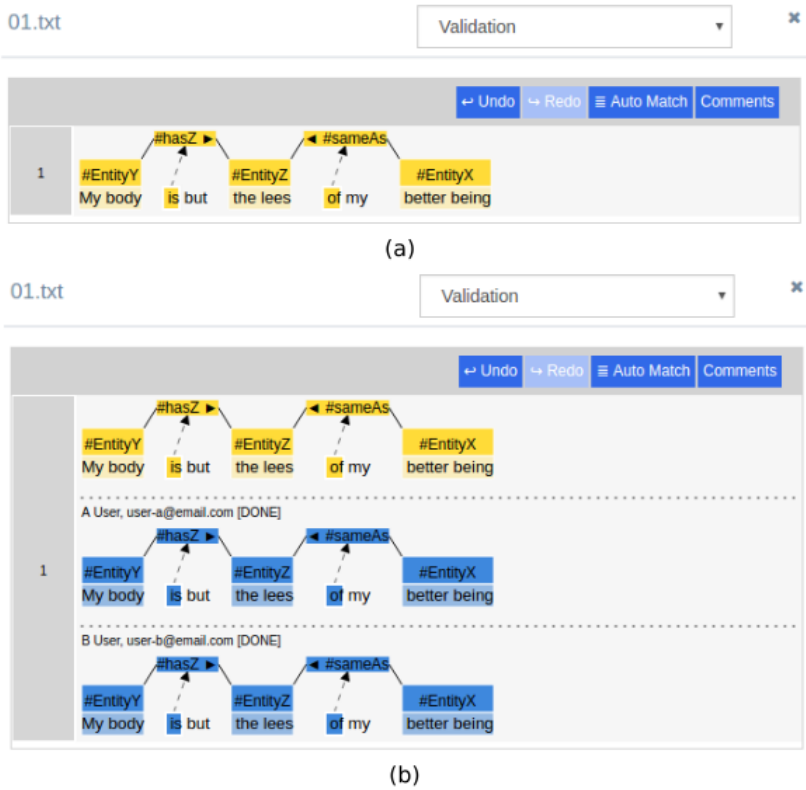 01.txt Validation ▾ ✖
↩ Undo ↪ Redo ≣ Auto Match Comments
#hasZ ► ◄ #sameAs
1 #EntityY #EntityZ #EntityX
My body is but the lees of my better being
(a)
01.txt Validation ▾ ✖
↩ Undo ↪ Redo ≣ Auto Match Comments
#hasZ ► ◄ #sameAs
#EntityY #EntityZ #EntityX
My body is but the lees of my better being
A User, user-a@email.com [DONE]
#hasZ ► ◄ #sameAs
1 #EntityY #EntityZ #EntityX
My body is but the lees of my better being
B User, user-b@email.com [DONE]
#hasZ ► ◄ #sameAs
#EntityY #EntityZ #EntityX
My body is but the lees of my better being
(b)